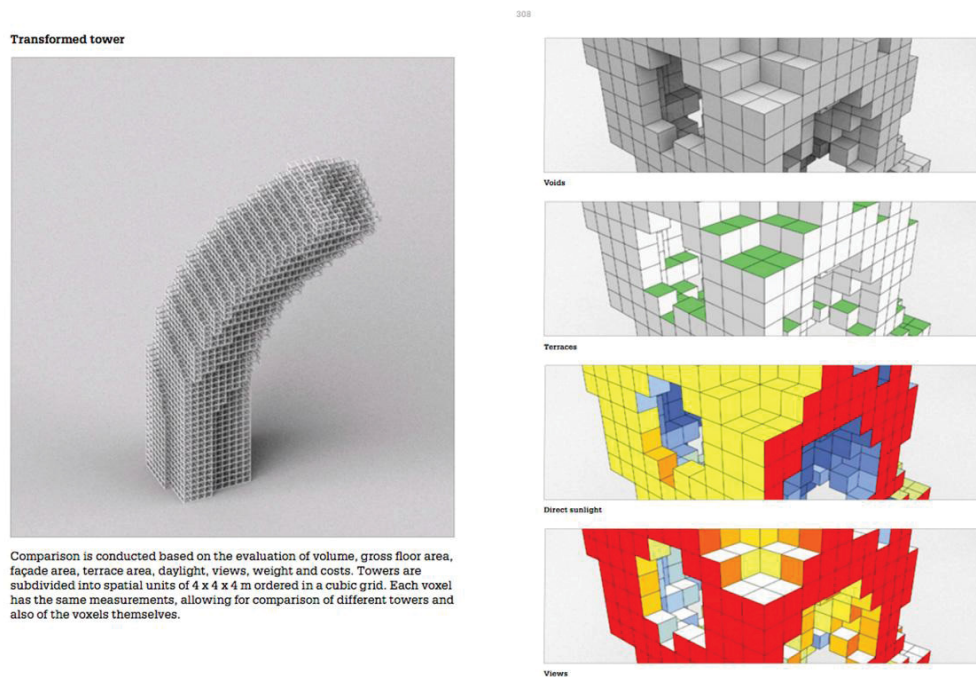 308
Transformed tower
Comparison is conducted based on the evaluation of volume, gross floor area,
façade area, terrace area, daylight, views, weight and costs. Towers are
subdivided into spatial units of 4 x 4 x 4 m ordered in a cubic grid. Each voxel
has the same measurements, allowing for comparison of different towers and
also of the voxels themselves.
Voids
Terraces
Direct sunlight
Views